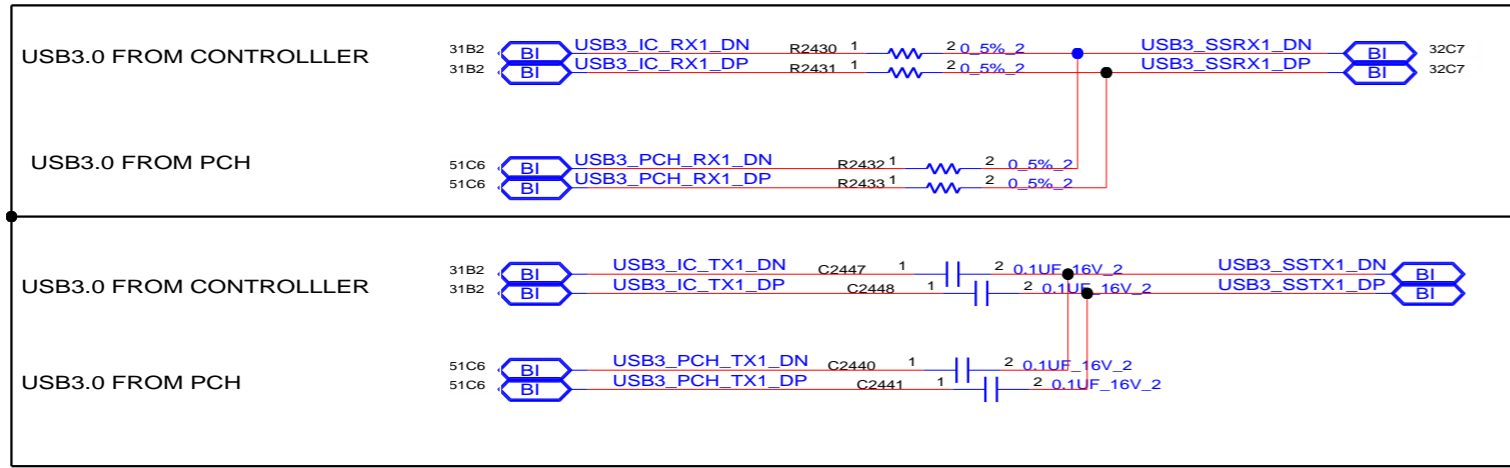 31B2 BI USB3_IC_RX1_DN R2430 1 2 0_5%_2 USB3_SSRX1_DN BI 32C7
USB3.0 FROM CONTROLLLER
31B2 BI USB3_IC_RX1_DP R2431 1 2 0_5%_2 USB3_SSRX1_DP BI 32C7
USB3.0 FROM PCH
51C6 BI USB3_PCH_RX1_DN R2432 1 2 0_5%_2
51C6 BI USB3_PCH_RX1_DP R2433 1 2 0_5%_2
31B2 BI USB3_IC_TX1_DN C2447 1 2 0.1UF_16V_2 USB3_SSTX1_DN BI
USB3.0 FROM CONTROLLLER
31B2 BI USB3_IC_TX1_DP C2448 1 2 0.1UF_16V_2 USB3_SSTX1_DP BI
51C6 BI USB3_PCH_TX1_DN C2440 1 2 0.1UF_16V_2
USB3.0 FROM PCH
51C6 BI USB3_PCH_TX1_DP C2441 1 2 0.1UF_16V_2